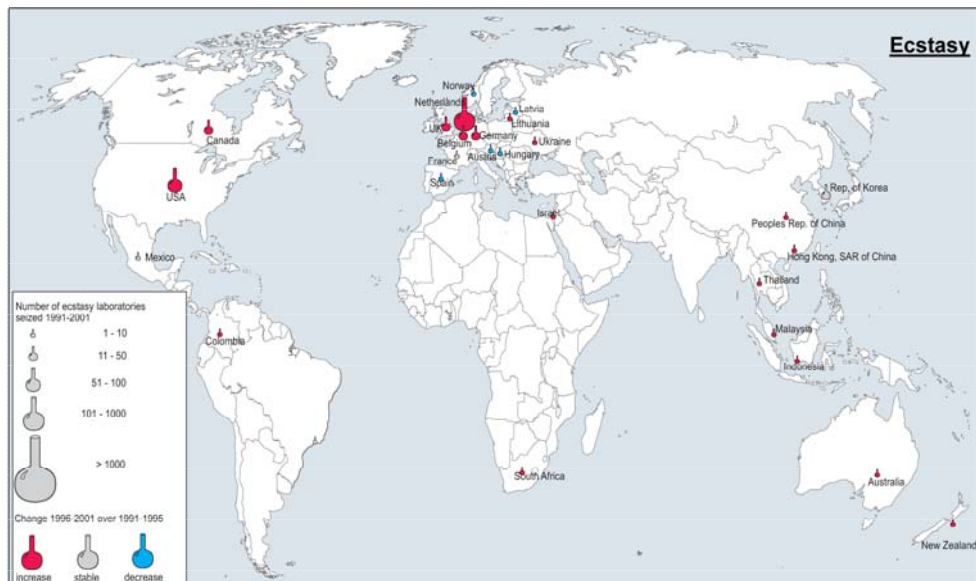 Ecstasy
Norway
Netherlands
Latvia
Lithuania
UK
Canada
Germany
Belgium
Ukraine
Austria
Hungary
France
Spain
USA
Rep. of Korea
Israel
Peoples Rep. of China
Mexico
Hong Kong, SAR of China
Thailand
Number of ecstasy laboratories
seized 1991-2001
1 - 10
11 - 50
51 - 100
101 - 1000
> 1000
Change 1996-2001 over 1991-1995
increase
stable
decrease
Colombia
Malaysia
Indonesia
South Africa
Australia
New Zealand